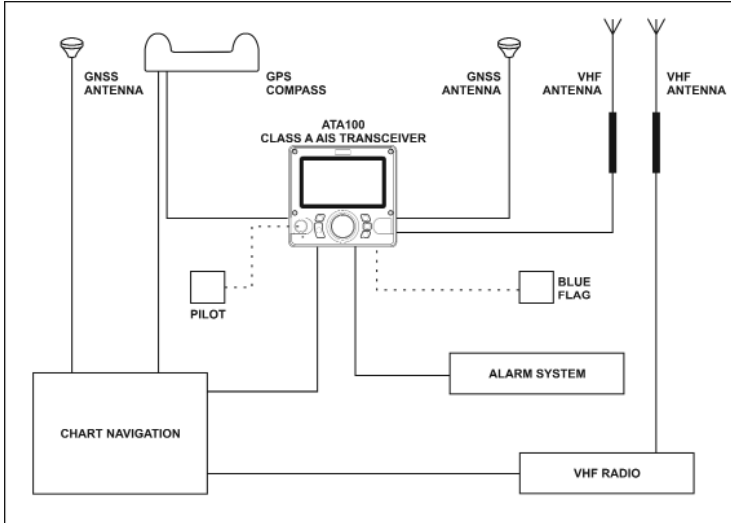 GNSS
ANTENNA
GPS
COMPASS
GNSS
ANTENNA
VHF
ANTENNA
VHF
ANTENNA
ATA100
CLASS A AIS TRANSCEIVER
PILOT
BLUE
FLAG
ALARM SYSTEM
CHART NAVIGATION
VHF RADIO